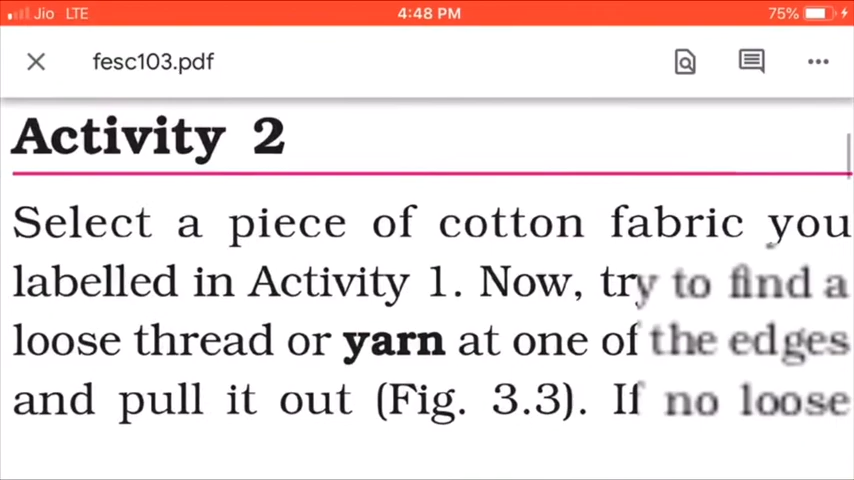 Jio LTE 4:48 PM 75%
fesc103.pdf
Activity 2
Select a piece of cotton fabric you
labelled in Activity 1. Now, try to find a
loose thread or yarn at one of the edges
and pull it out (Fig. 3.3). If no loose